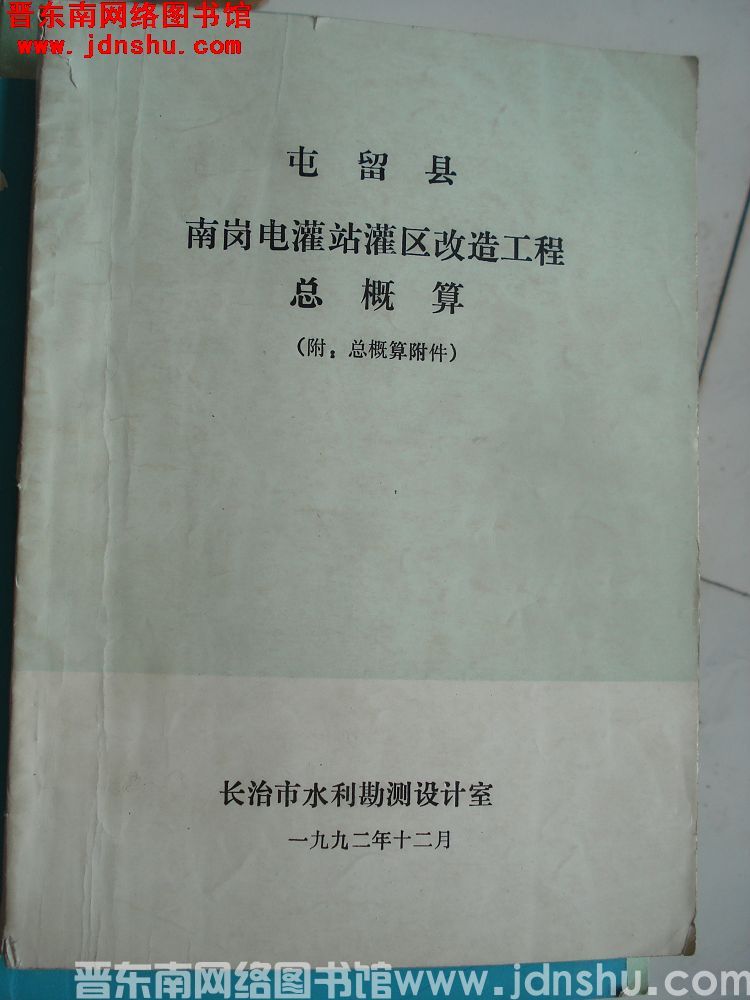 晋东南网络图书馆
www.jdnshu.com
屯留县
南岗电灌站灌区改造工程
总概算
(附：总概算附件)
长治市水利勘测设计室
一九九二年十二月
晋东南网络图书馆www.jdnshu.com